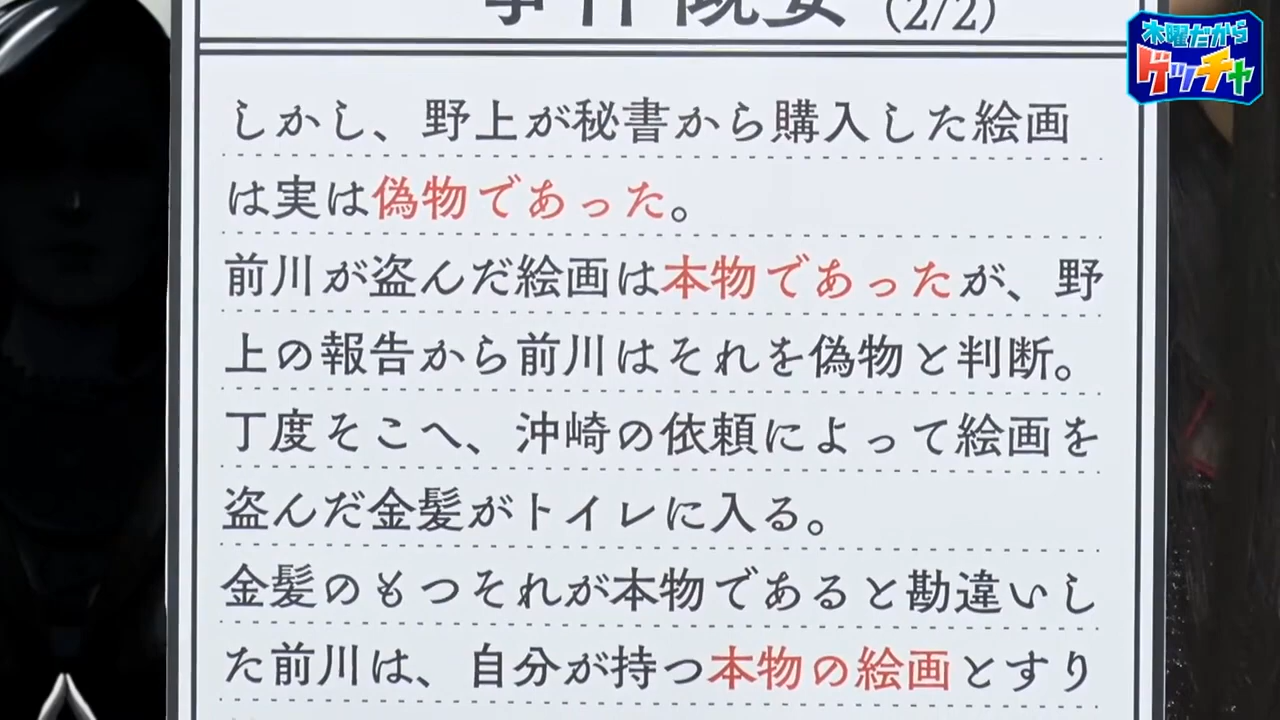 事件概要 (2/2)
木曜だから
ゲッチャ
しかし、野上が秘書から購入した絵画
は実は偽物であった。
前川が盗んだ絵画は本物であったが、野
上の報告から前川はそれを偽物と判断。
丁度そこへ、沖崎の依頼によって絵画を
盗んだ金髪がトイレに入る。
金髪のもつそれが本物であると勘違いし
た前川は、自分が持つ本物の絵画とすり